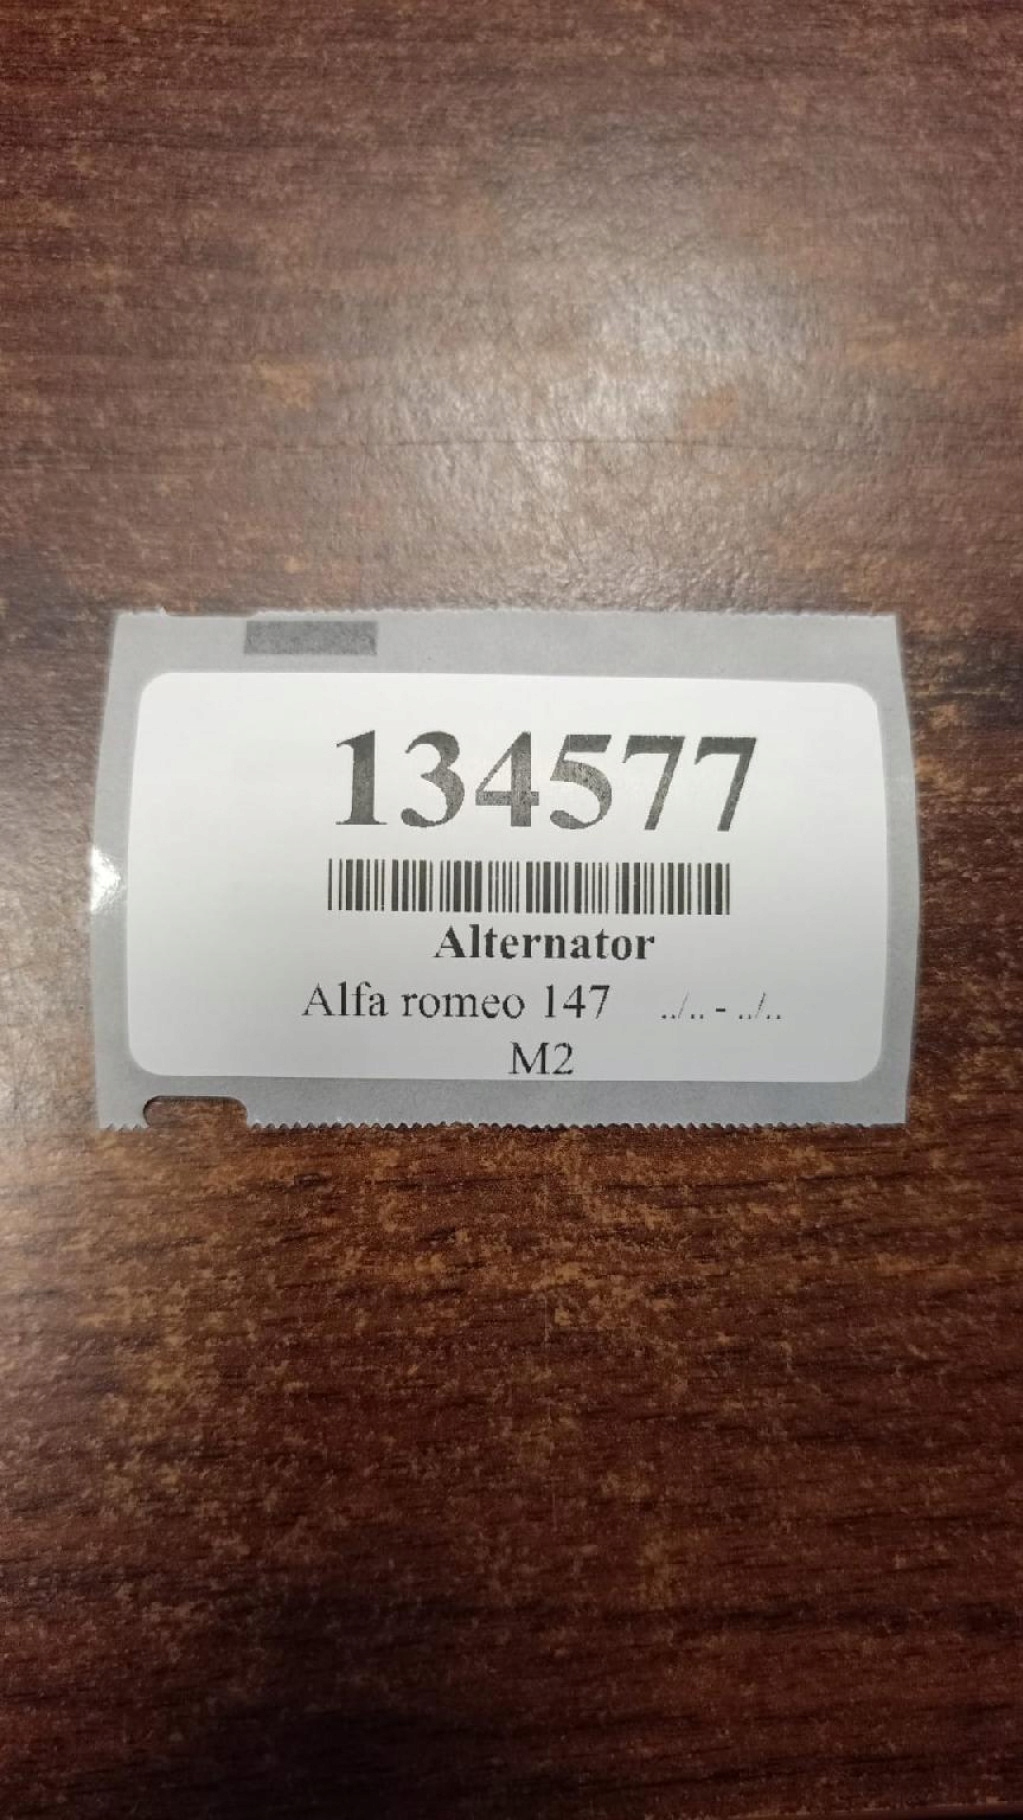 134577
Alternator
Alfa romeo 147 ../.. - ../..
M2